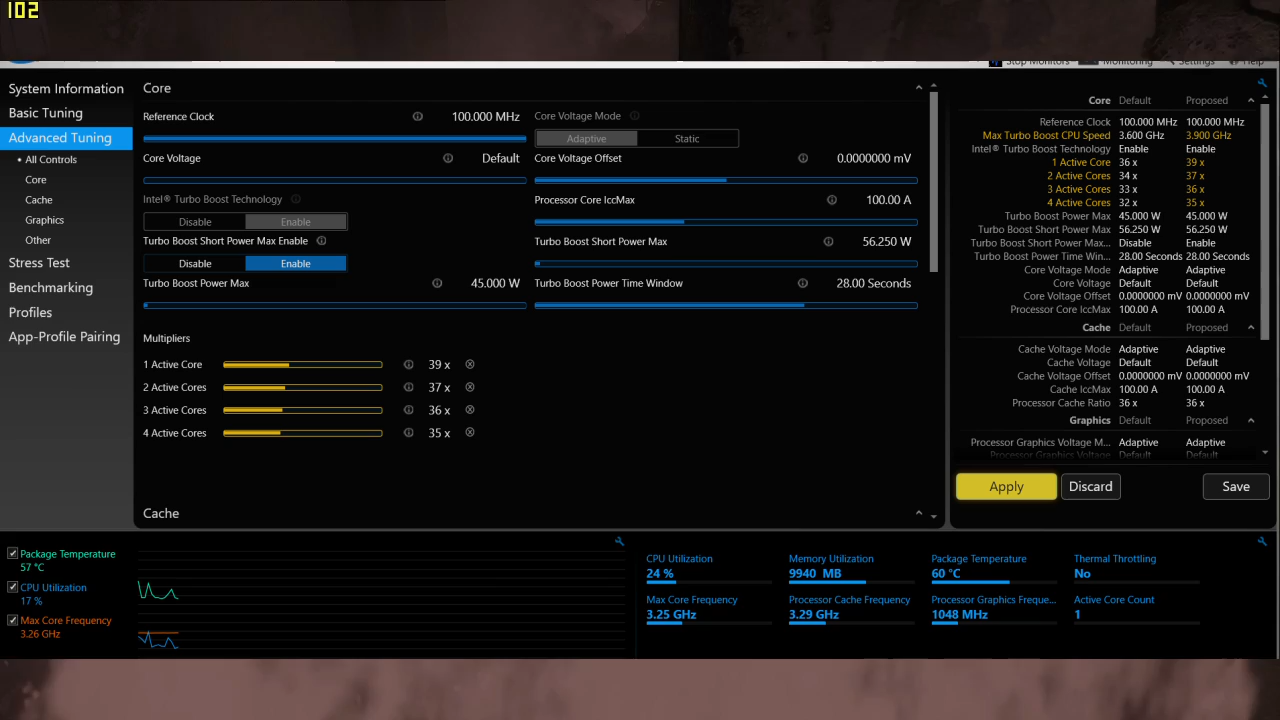 102
Stop Monitors Monitoring Settings Help
System Information
Basic Tuning
Advanced Tuning
• All Controls
Core
Cache
Graphics
Other
Stress Test
Benchmarking
Profiles
App-Profile Pairing
Core
Reference Clock 100.000 MHz
Core Voltage Default
Intel® Turbo Boost Technology
Disable Enable
Turbo Boost Short Power Max Enable
Disable Enable
Turbo Boost Power Max 45.000 W
Core Voltage Mode
Adaptive Static
Core Voltage Offset 0.0000000 mV
Processor Core IccMax 100.00 A
Turbo Boost Short Power Max 56.250 W
Turbo Boost Power Time Window 28.00 Seconds
Multipliers
1 Active Core 39 x
2 Active Cores 37 x
3 Active Cores 36 x
4 Active Cores 35 x
Cache
Core Default Proposed
Reference Clock 100.000 MHz 100.000 MHz
Max Turbo Boost CPU Speed 3.600 GHz 3.900 GHz
Intel® Turbo Boost Technology Enable Enable
1 Active Core 36 x 39 x
2 Active Cores 34 x 37 x
3 Active Cores 33 x 36 x
4 Active Cores 32 x 35 x
Turbo Boost Power Max 45.000 W 45.000 W
Turbo Boost Short Power Max 56.250 W 56.250 W
Turbo Boost Short Power Max... Disable Enable
Turbo Boost Power Time Win... 28.00 Seconds 28.00 Seconds
Core Voltage Mode Adaptive Adaptive
Core Voltage Default Default
Core Voltage Offset 0.0000000 mV 0.0000000 mV
Processor Core IccMax 100.00 A 100.00 A
Cache Default Proposed
Cache Voltage Mode Adaptive Adaptive
Cache Voltage Default Default
Cache Voltage Offset 0.0000000 mV 0.0000000 mV
Cache IccMax 100.00 A 100.00 A
Processor Cache Ratio 36 x 36 x
Graphics Default Proposed
Processor Graphics Voltage M... Adaptive Adaptive
Processor Graphics Voltage Default Default
Apply Discard Save
Package Temperature
57 °C
CPU Utilization
17 %
Max Core Frequency
3.26 GHz
CPU Utilization Memory Utilization Package Temperature Thermal Throttling
24 % 9940 MB 60 °C No
Max Core Frequency Processor Cache Frequency Processor Graphics Freque... Active Core Count
3.25 GHz 3.29 GHz 1048 MHz 1